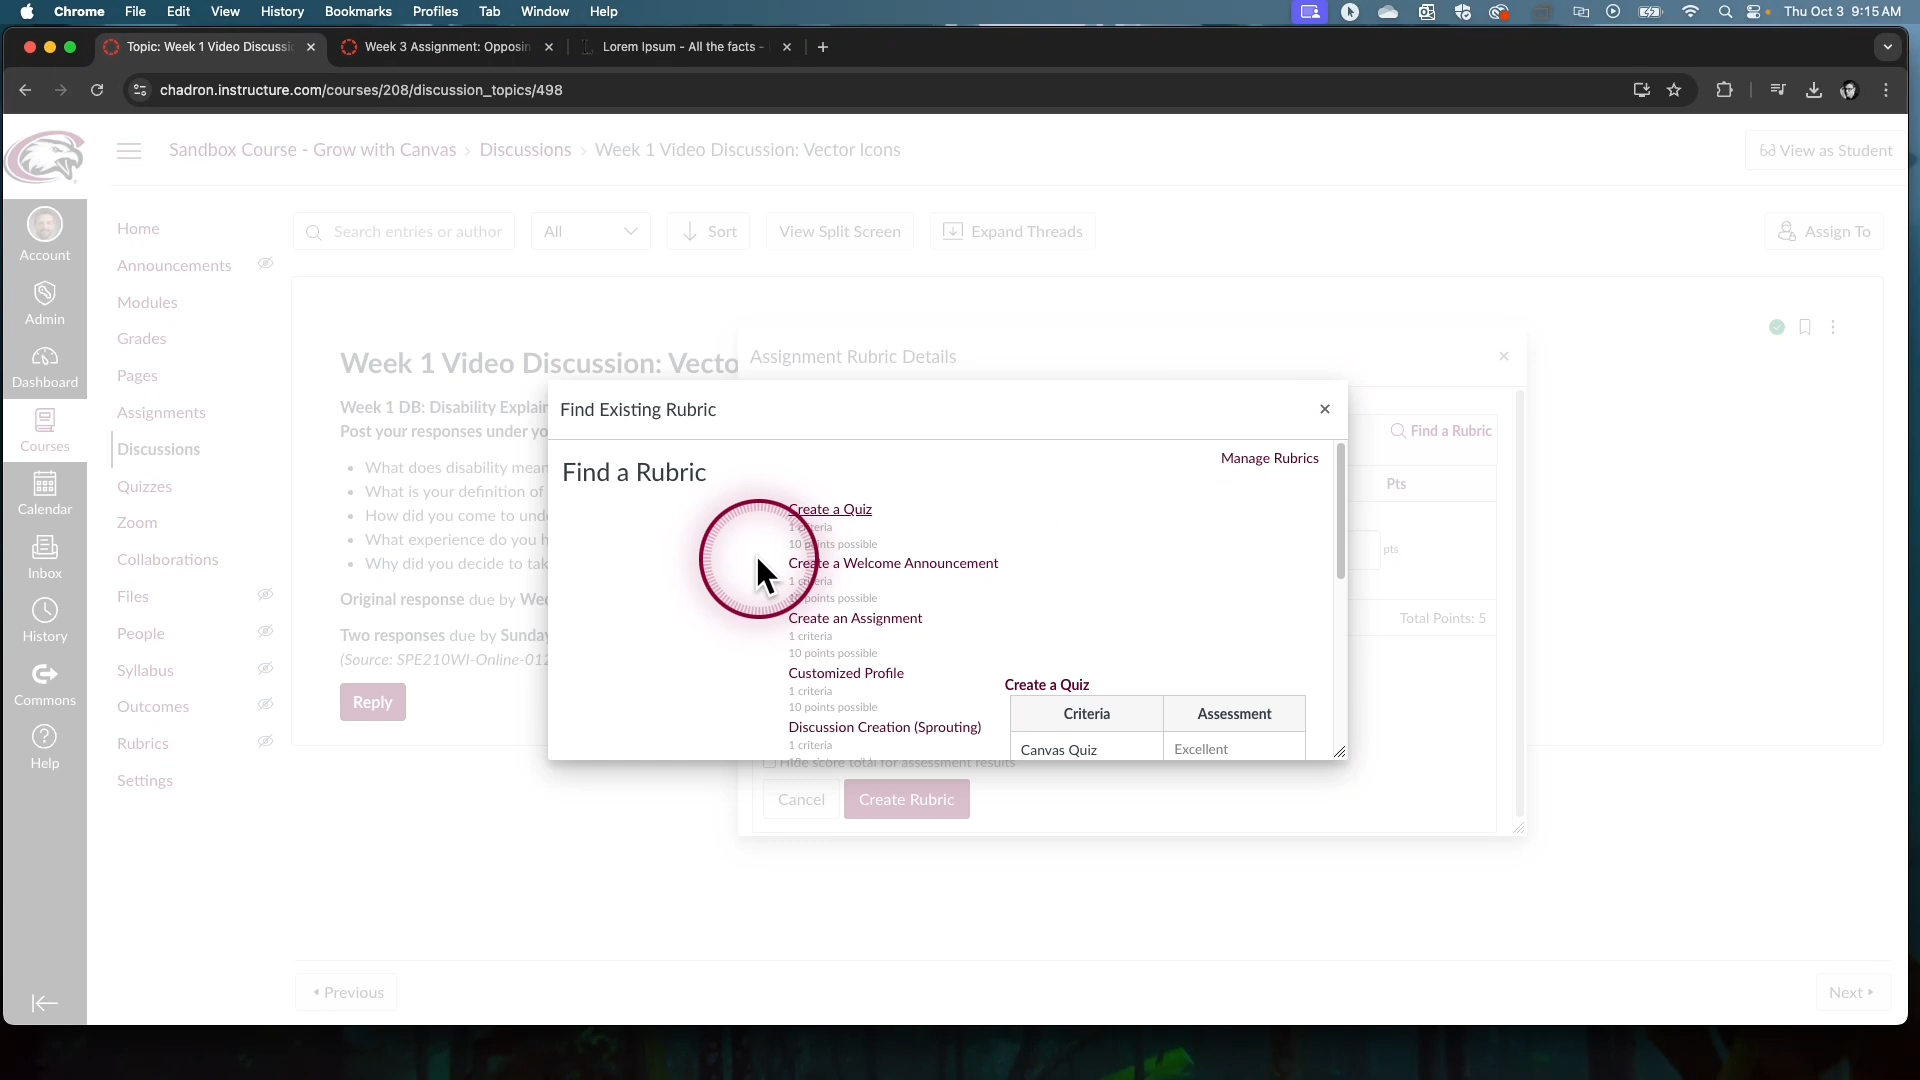 Chrome File Edit View History Bookmarks Profiles Tab Window Help Thu Oct 3 9:15 AM
Topic: Week 1 Video Discussi
Week 3 Assignment: Opposin
Lorem Ipsum - All the facts -
chadron.instructure.com/courses/208/discussion_topics/498
Sandbox Course - Grow with Canvas › Discussions › Week 1 Video Discussion: Vector Icons
View as Student
Account
Admin
Dashboard
Courses
Calendar
Inbox
History
Commons
Help
Home
Announcements
Modules
Grades
Pages
Assignments
Discussions
Quizzes
Zoom
Collaborations
Files
People
Syllabus
Outcomes
Rubrics
Settings
Search entries or author
All
Sort
View Split Screen
Expand Threads
Assign To
Week 1 Video Discussion: Vecto
Week 1 DB: Disability Explai
Post your responses under yo
• What does disability mean
• What is your definition of
• How did you come to und
• What experience do you h
• Why did you decide to tak
Original response due by Wed
Two responses due by Sunday
(Source: SPE210WI-Online-012
Reply
Assignment Rubric Details
Find a Rubric
Pts
pts
Total Points: 5
Find Existing Rubric
Find a Rubric
Manage Rubrics
Create a Quiz
1 criteria
10 points possible
Create a Welcome Announcement
1 criteria
10 points possible
Create an Assignment
1 criteria
10 points possible
Customized Profile
1 criteria
10 points possible
Discussion Creation (Sprouting)
1 criteria
Create a Quiz
Criteria Assessment
Canvas Quiz Excellent
Hide score total for assessment results
Cancel
Create Rubric
Previous
Next